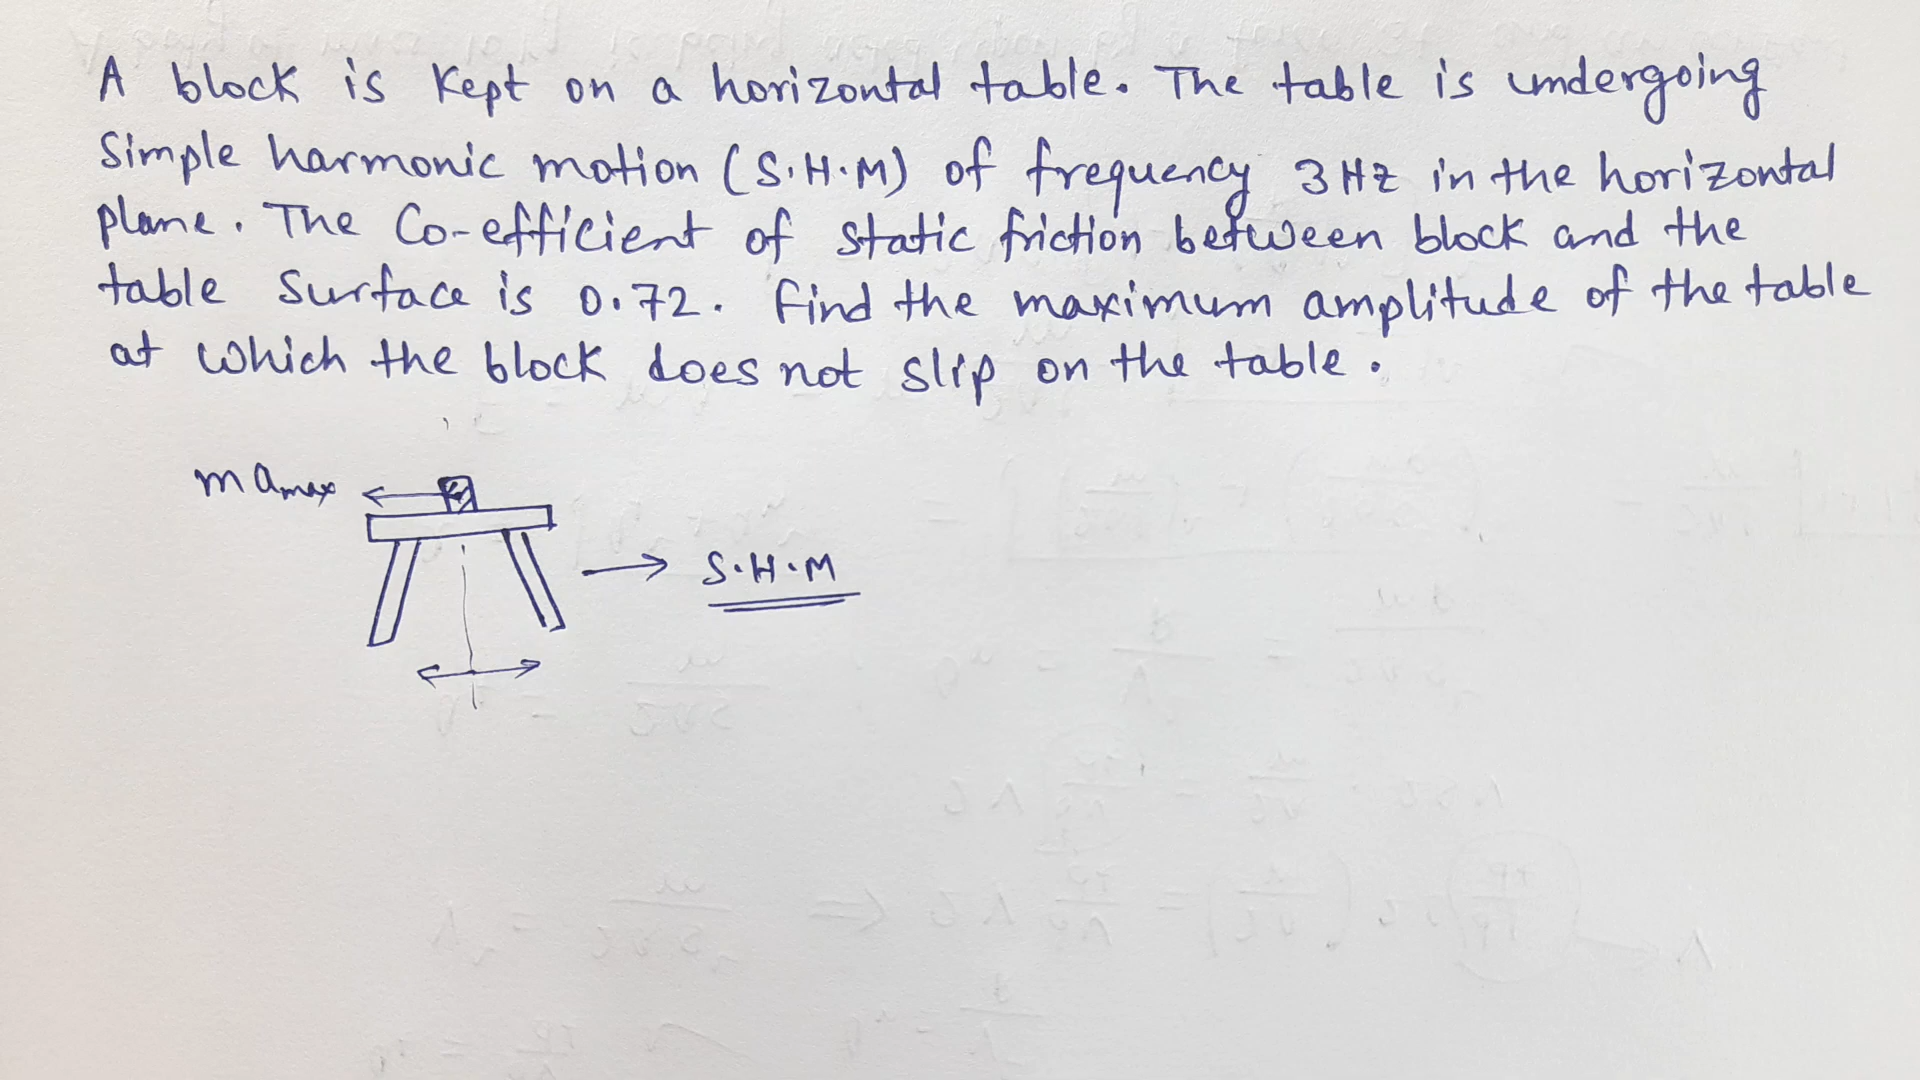 A block is kept on a horizontal table. The table is undergoing
Simple harmonic motion (S.H.M) of frequency 3 Hz in the horizontal
plane. The Co-efficient of static friction between block and the
table Surface is 0.72. find the maximum amplitude of the table
at which the block does not slip on the table.
m amax
S.H.M